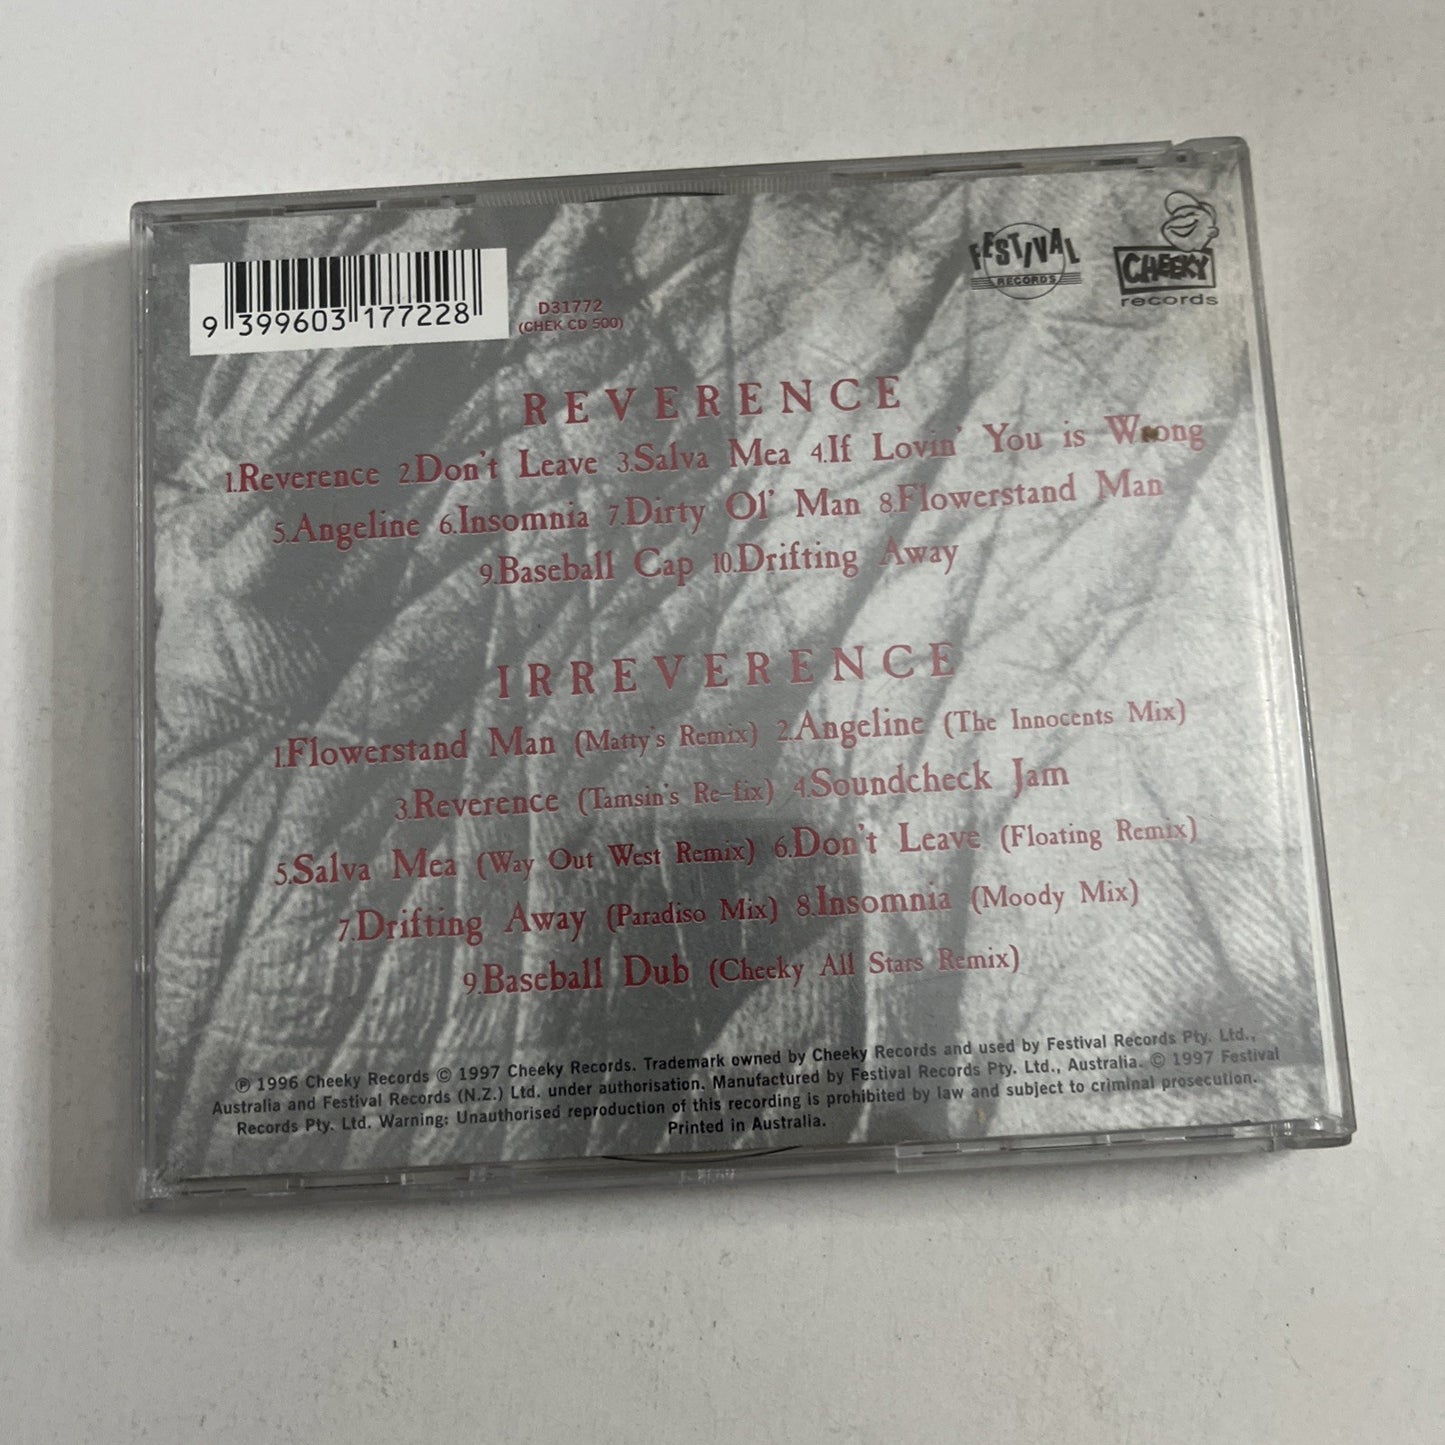 9 399603 177228
D31772
(CHEK CD 500)
FESTIVAL
RECORDS
CHEEKY
records
REVERENCE
1.Reverence 2.Don't Leave 3.Salva Mea 4.If Lovin' You is Wrong
5.Angeline 6.Insomnia 7.Dirty Ol' Man 8.Flowerstand Man
9.Baseball Cap 10.Drifting Away
IRREVERENCE
1.Flowerstand Man (Matty's Remix) 2.Angeline (The Innocents Mix)
3.Reverence (Tamsin's Re-fix) 4.Soundcheck Jam
5.Salva Mea (Way Out West Remix) 6.Don't Leave (Floating Remix)
7.Drifting Away (Paradiso Mix) 8.Insomnia (Moody Mix)
9.Baseball Dub (Cheeky All Stars Remix)
℗ 1996 Cheeky Records © 1997 Cheeky Records. Trademark owned by Cheeky Records and used by Festival Records Pty. Ltd.,
Australia and Festival Records (N.Z.) Ltd. under authorisation. Manufactured by Festival Records Pty. Ltd., Australia. © 1997 Festival
Records Pty. Ltd. Warning: Unauthorised reproduction of this recording is prohibited by law and subject to criminal prosecution.
Printed in Australia.